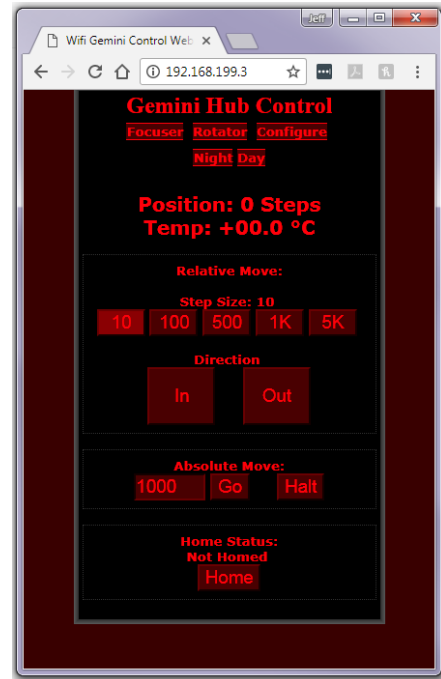 Jeff
Wifi Gemini Control Web
192.168.199.3
Gemini Hub Control
Focuser Rotator Configure
Night Day
Position: 0 Steps
Temp: +00.0 °C
Relative Move:
Step Size: 10
10 100 500 1K 5K
Direction
In Out
Absolute Move:
1000 Go Halt
Home Status:
Not Homed
Home